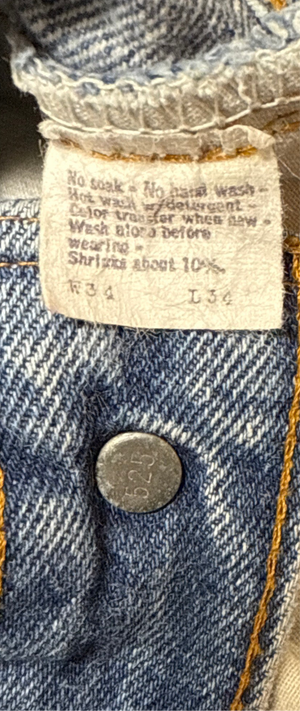 No soak - No hand wash -
Hot wash w/detergent -
Color transfer when new -
Wash alone before
wearing -
Shrinks about 10%.
W34 L34
525